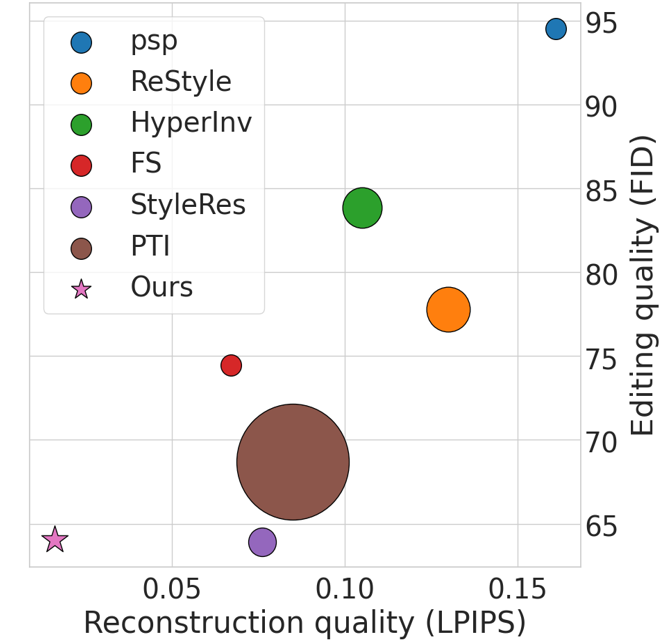 psp
ReStyle
HyperInv
FS
StyleRes
PTI
Ours
95
90
85
80
75
70
65
Editing quality (FID)
0.05 0.10 0.15
Reconstruction quality (LPIPS)